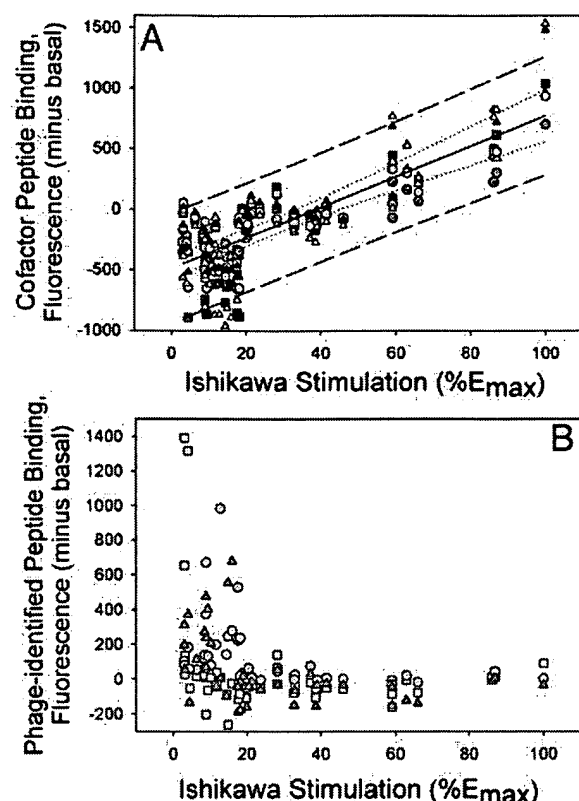 A
Cofactor Peptide Binding,
Fluorescence (minus basal)
1500
1000
500
0
-500
-1000
0 20 40 60 80 100
Ishikawa Stimulation (%Emax)
B
Phage-identified Peptide Binding,
Fluorescence (minus basal)
1400
1200
1000
800
600
400
200
0
-200
0 20 40 60 80 100
Ishikawa Stimulation (%Emax)